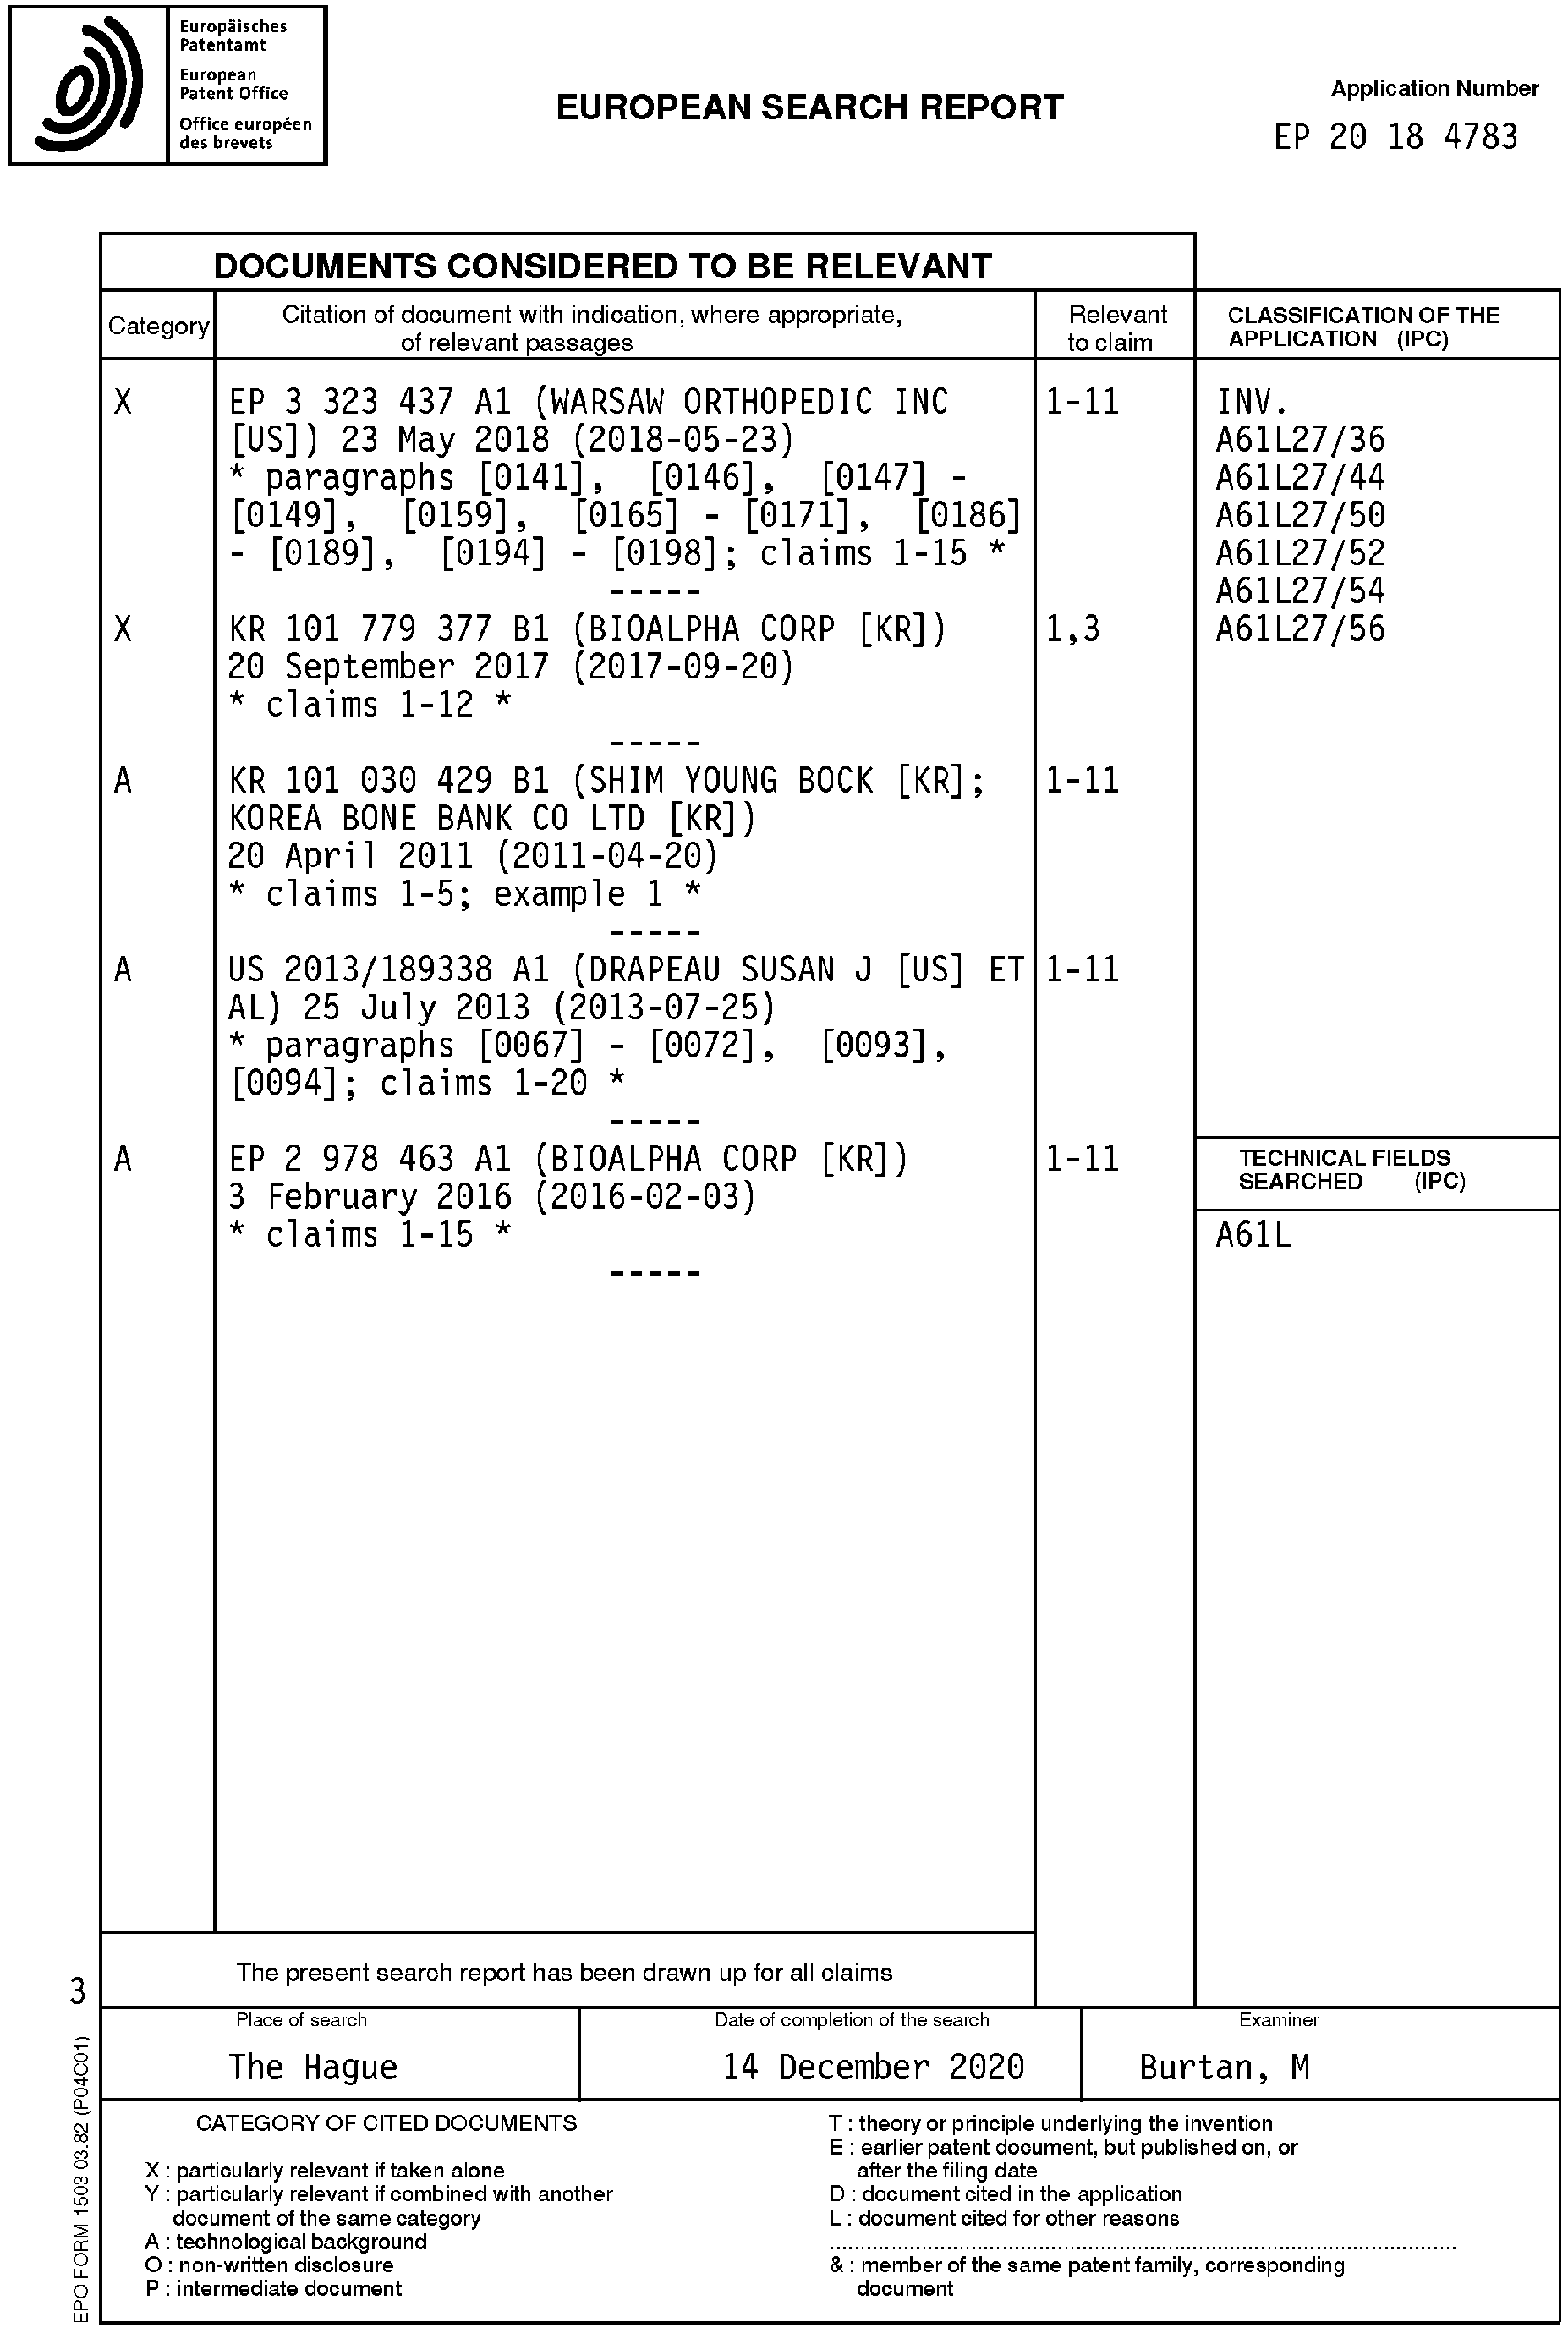 Europäisches
Patentamt
European
Patent Office
Office européen
des brevets
EUROPEAN SEARCH REPORT
Application Number
EP 20 18 4783
DOCUMENTS CONSIDERED TO BE RELEVANT
Category
Citation of document with indication, where appropriate,
of relevant passages
Relevant
to claim
CLASSIFICATION OF THE
APPLICATION (IPC)
X
EP 3 323 437 A1 (WARSAW ORTHOPEDIC INC
[US]) 23 May 2018 (2018-05-23)
* paragraphs [0141], [0146], [0147] -
[0149], [0159], [0165] - [0171], [0186]
- [0189], [0194] - [0198]; claims 1-15 *
-----
1-11
X
KR 101 779 377 B1 (BIOALPHA CORP [KR])
20 September 2017 (2017-09-20)
* claims 1-12 *
-----
1,3
A
KR 101 030 429 B1 (SHIM YOUNG BOCK [KR];
KOREA BONE BANK CO LTD [KR])
20 April 2011 (2011-04-20)
* claims 1-5; example 1 *
-----
1-11
A
US 2013/189338 A1 (DRAPEAU SUSAN J [US] ET
AL) 25 July 2013 (2013-07-25)
* paragraphs [0067] - [0072], [0093],
[0094]; claims 1-20 *
-----
1-11
A
EP 2 978 463 A1 (BIOALPHA CORP [KR])
3 February 2016 (2016-02-03)
* claims 1-15 *
-----
1-11
INV.
A61L27/36
A61L27/44
A61L27/50
A61L27/52
A61L27/54
A61L27/56
TECHNICAL FIELDS
SEARCHED (IPC)
A61L
The present search report has been drawn up for all claims
3
Place of search
The Hague
Date of completion of the search
14 December 2020
Examiner
Burtan, M
EPO FORM 1503 03.82 (P04C01)
CATEGORY OF CITED DOCUMENTS
X : particularly relevant if taken alone
Y : particularly relevant if combined with another
document of the same category
A : technological background
O : non-written disclosure
P : intermediate document
T : theory or principle underlying the invention
E : earlier patent document, but published on, or
after the filing date
D : document cited in the application
L : document cited for other reasons
& : member of the same patent family, corresponding
document